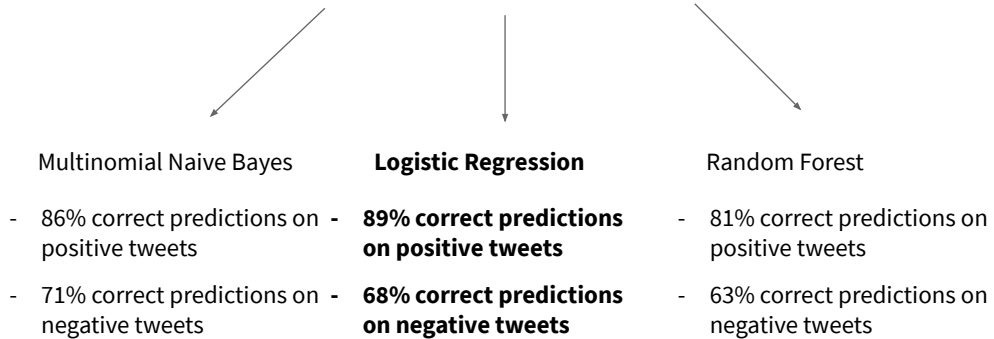 Multinomial Naive Bayes
- 86% correct predictions on
positive tweets
- 71% correct predictions on
negative tweets
Logistic Regression
- 89% correct predictions
on positive tweets
- 68% correct predictions
on negative tweets
Random Forest
- 81% correct predictions on
positive tweets
- 63% correct predictions on
negative tweets